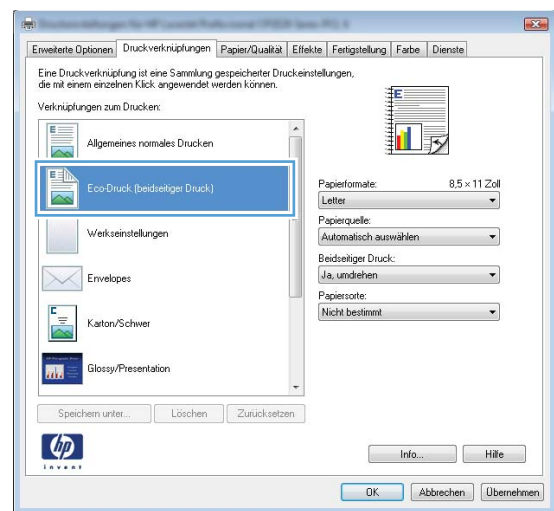 Erweiterte Optionen Druckverknüpfungen Papier/Qualität Effekte Fertigstellung Farbe Dienste
Eine Druckverknüpfung ist eine Sammlung gespeicherter Druckeinstellungen,
die mit einem einzelnen Klick angewendet werden können.
Verknüpfungen zum Drucken:
Allgemeines normales Drucken
Eco-Druck (beidseitiger Druck)
Werkseinstellungen
Envelopes
Karton/Schwer
Glossy/Presentation
Speichern unter... Löschen Zurücksetzen
E
Papierformate: 8,5 × 11 Zoll
Letter
Papierquelle:
Automatisch auswählen
Beidseitiger Druck:
Ja, umdrehen
Papiersorte:
Nicht bestimmt
hp
invent
Info... Hilfe
OK Abbrechen Übernehmen